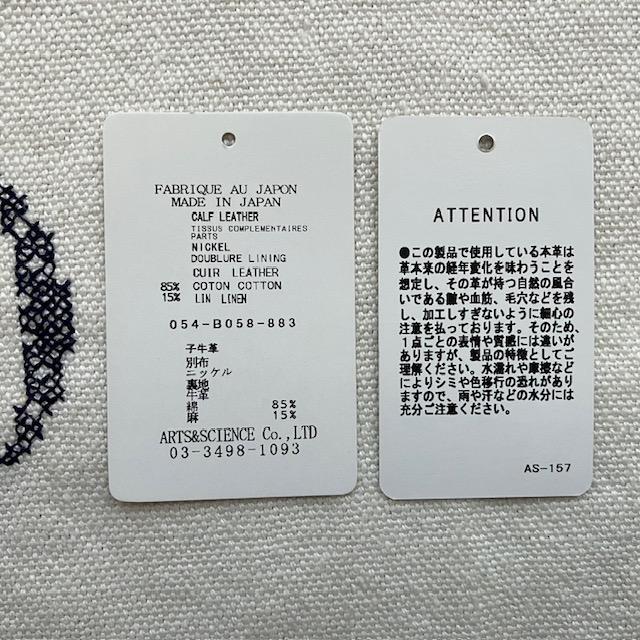 FABRIQUE AU JAPON
MADE IN JAPAN
CALF LEATHER
TISSUS COMPLEMENTAIRES
PARTS
NICKEL
DOUBLURE LINING
CUIR LEATHER
85% COTON COTTON
15% LIN LINEN
054-B058-883
子牛革
別布
ニッケル
裏地
牛革
綿 85%
麻 15%
ARTS&SCIENCE Co.,LTD
03-3498-1093
ATTENTION
●この製品で使用している本革は
革本来の経年変化を味わうことを
想定し、その革が持つ自然の風合
いである皺や血筋、毛穴などを残
し、加工しすぎないように細心の
注意を払っております。そのため、
1点ごとの表情や質感には違いが
ありますが、製品の特徴としてご
理解ください。水濡れや摩擦など
によりシミや色移行の恐れがあり
ますので、雨や汗などの水分には
充分ご注意ください。
AS-157